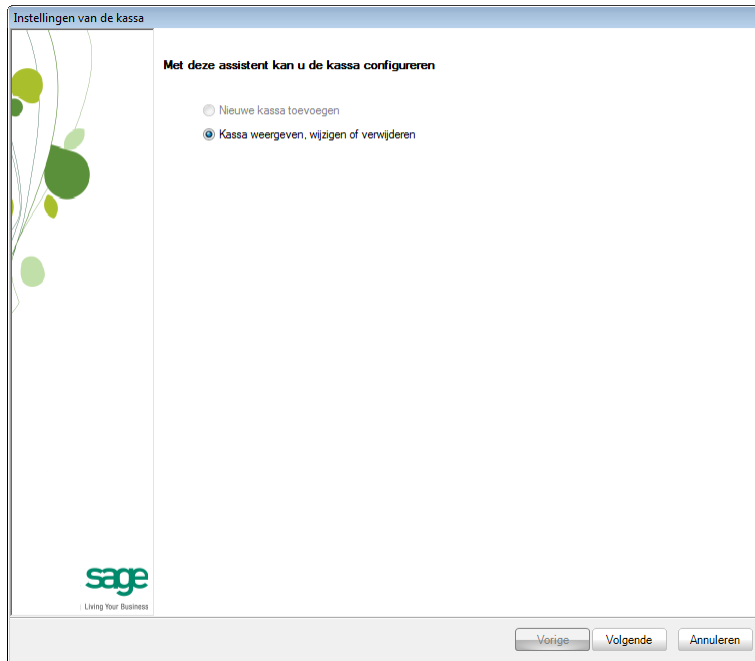 Instellingen van de kassa
Met deze assistent kan u de kassa configureren
Nieuwe kassa toevoegen
Kassa weergeven, wijzigen of verwijderen
sage
Living Your Business
Vorige
Volgende
Annuleren